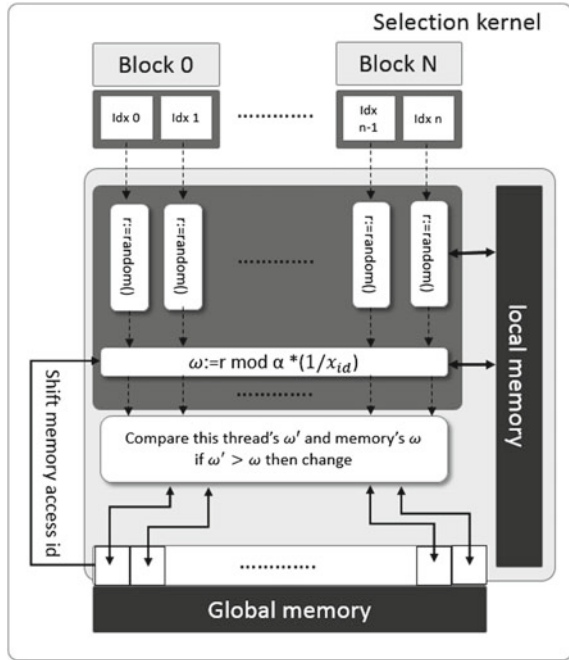 Selection kernel
Block 0
Block N
Idx 0
Idx 1
............
Idx
n-1
Idx n
r:=random()
r:=random()
............
r:=random()
r:=random()
local memory
ω:=r mod α *(1/x_id)
............
Shift memory access id
Compare this thread's ω′ and memory's ω
if ω′ > ω then change
............
Global memory